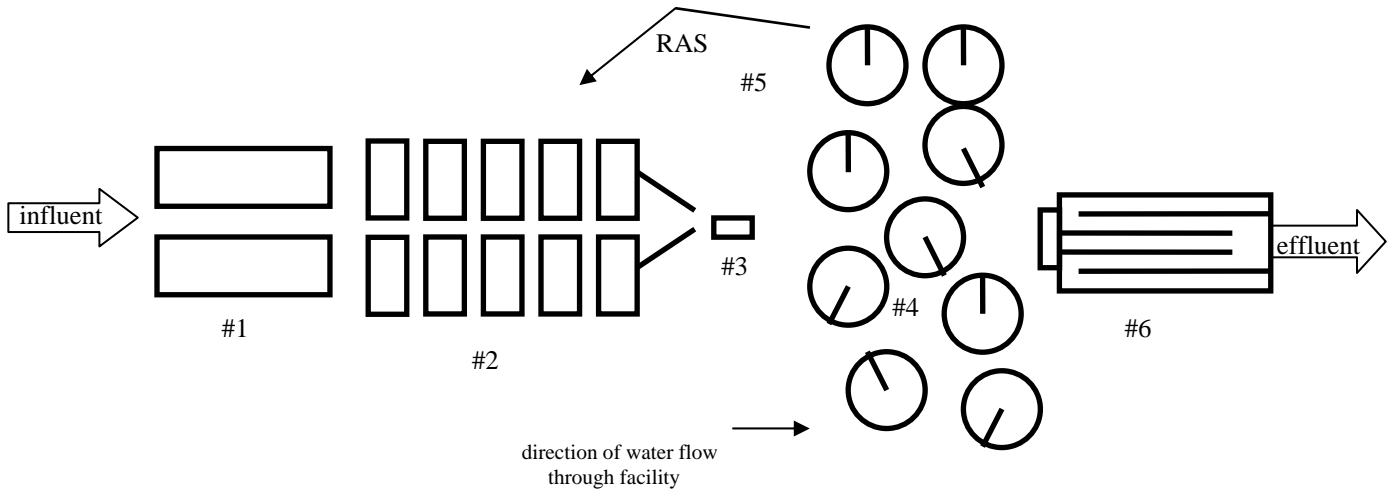 RAS
#5
influent
#3
effluent
#4
#1
#6
#2
direction of water flow
through facility